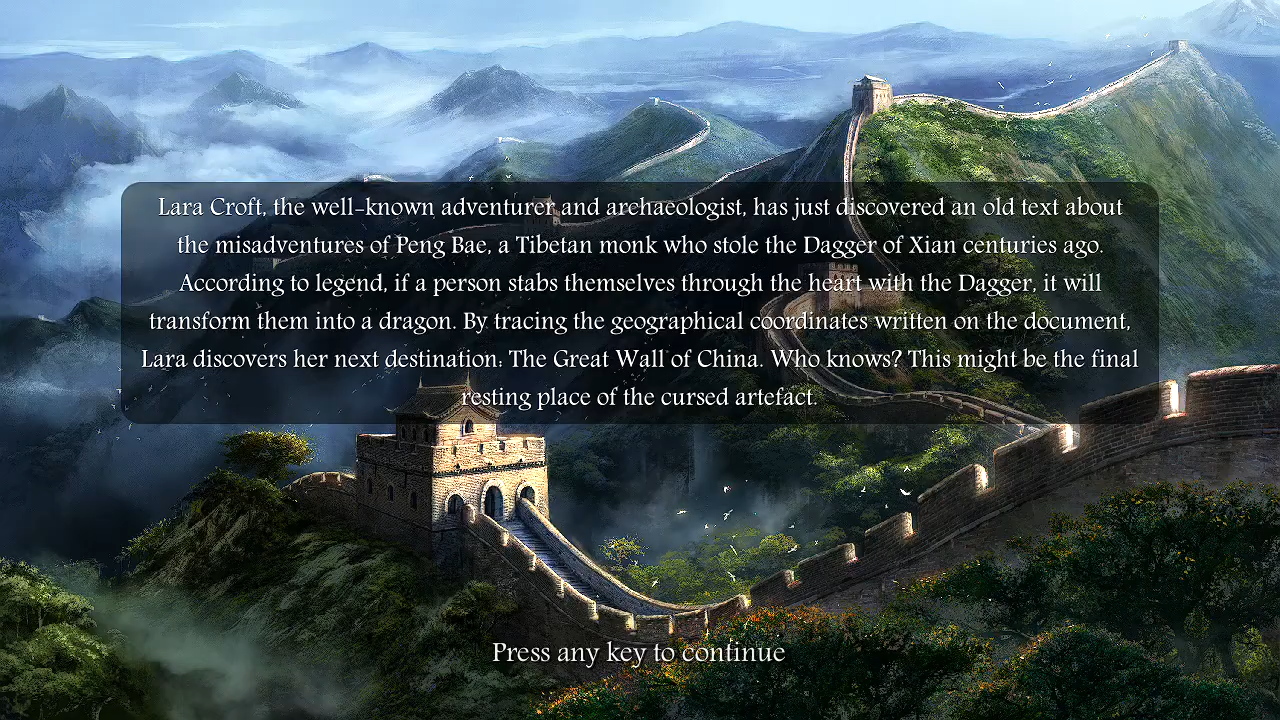 Lara Croft, the well-known adventurer and archaeologist, has just discovered an old text about
the misadventures of Peng Bae, a Tibetan monk who stole the Dagger of Xian centuries ago.
According to legend, if a person stabs themselves through the heart with the Dagger, it will
transform them into a dragon. By tracing the geographical coordinates written on the document,
Lara discovers her next destination: The Great Wall of China. Who knows? This might be the final
resting place of the cursed artefact.
Press any key to continue